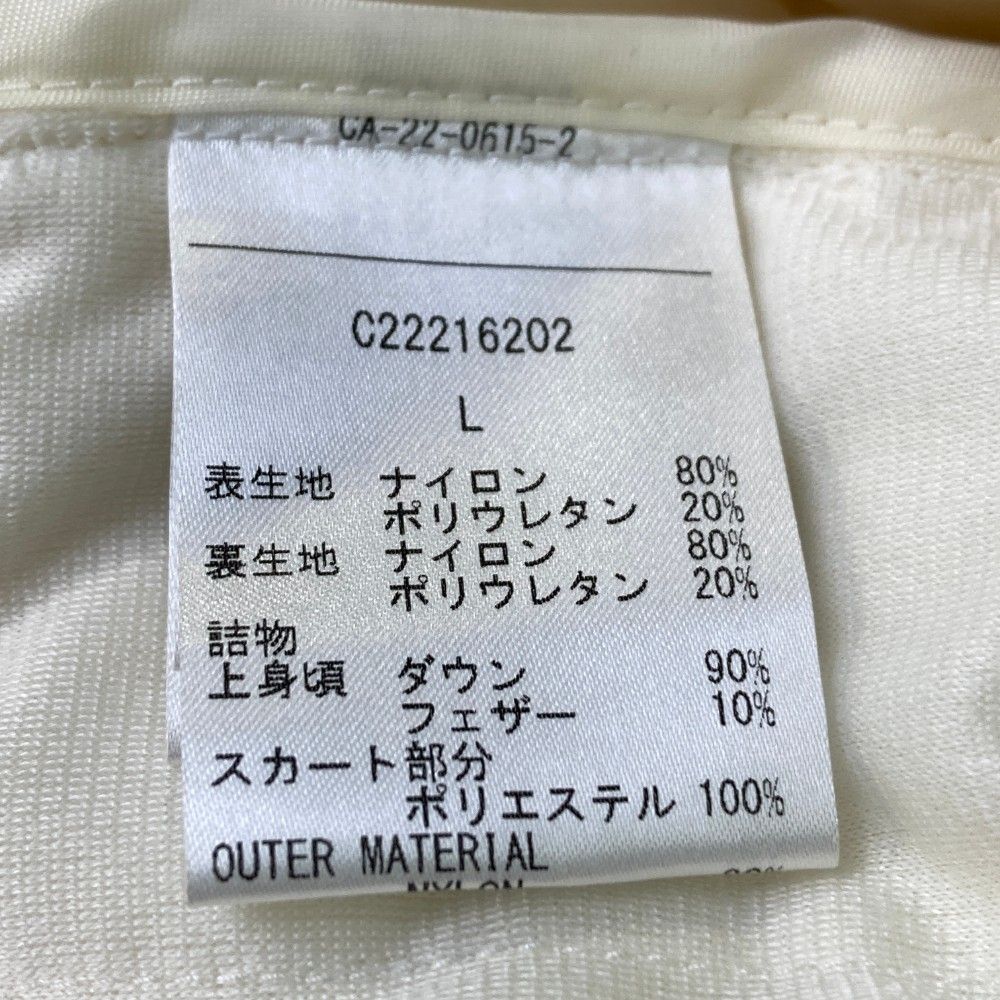 CA-22-0615-2
C22216202
L
表生地 ナイロン 80%
ポリウレタン 20%
裏生地 ナイロン 80%
ポリウレタン 20%
詰物
上身頃 ダウン 90%
フェザー 10%
スカート部分
ポリエステル 100%
OUTER MATERIAL
NYLON